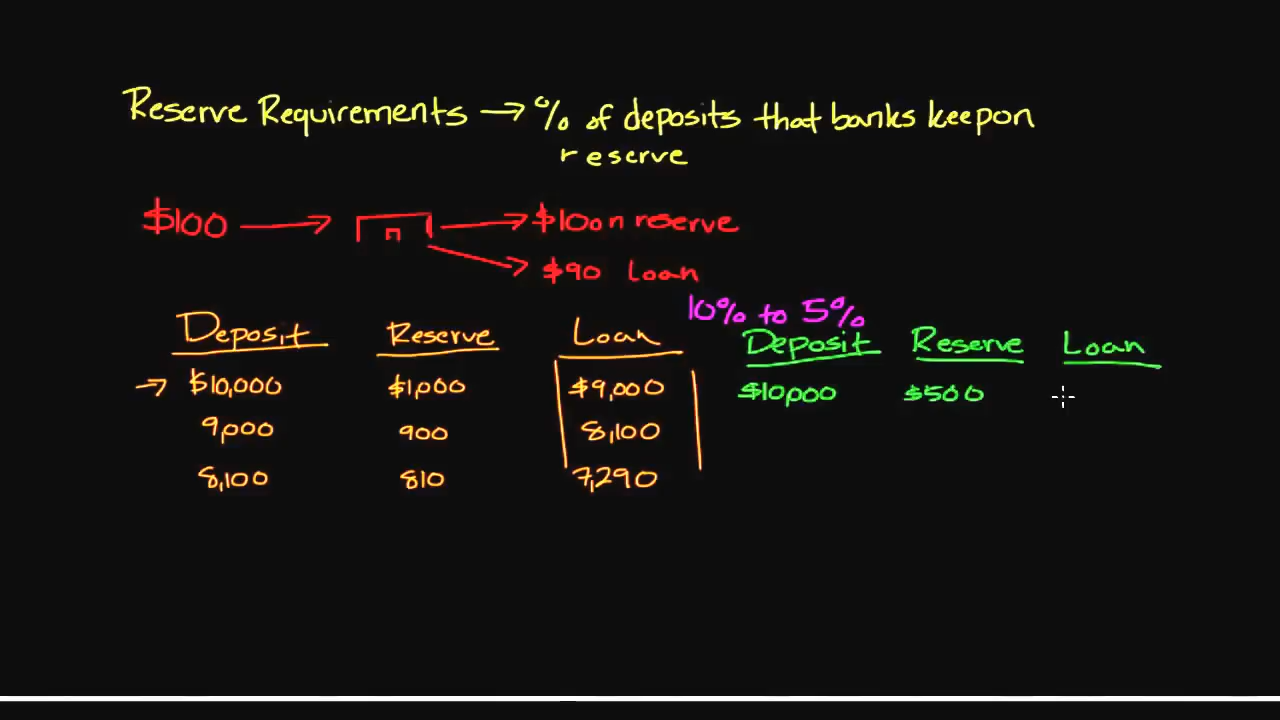 Reserve Requirements → % of deposits that banks keep on
reserve
$100 → $10 on reserve
→ $90 Loan
10% to 5%
Deposit Reserve Loan
$10,000 $1,000 $9,000
9,000 900 8,100
8,100 810 7,290
Deposit Reserve Loan
$10,000 $500